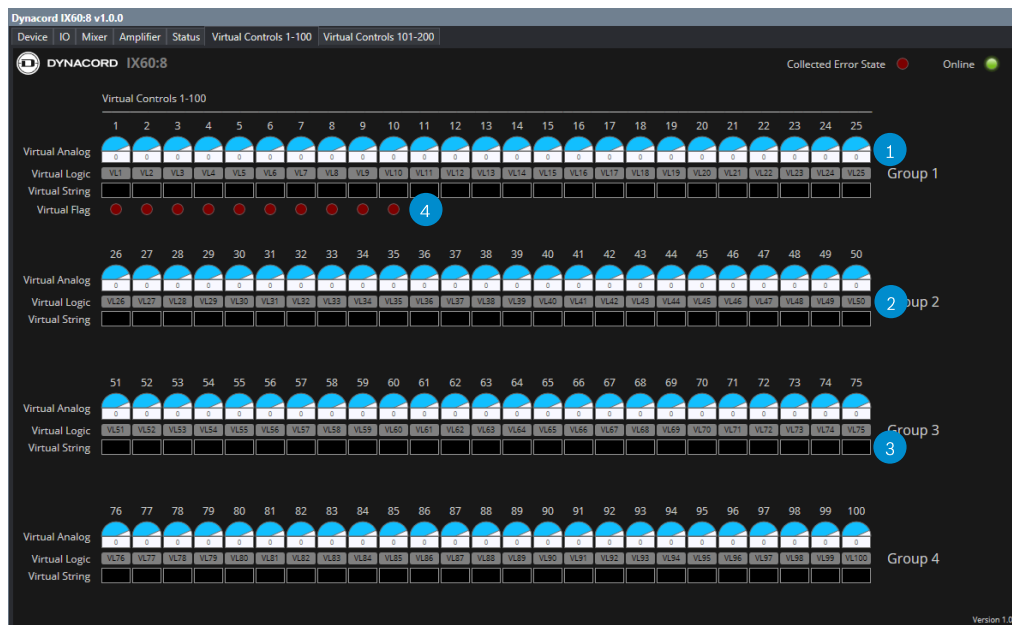 Dynacord IX60:8 v1.0.0
Device IO Mixer Amplifier Status Virtual Controls 1-100 Virtual Controls 101-200
DYNACORD IX60:8 Collected Error State Online
Virtual Controls 1-100
1 2 3 4 5 6 7 8 9 10 11 12 13 14 15 16 17 18 19 20 21 22 23 24 25
Virtual Analog 0 0 0 0 0 0 0 0 0 0 0 0 0 0 0 0 0 0 0 0 0 0 0 0 0 1
Virtual Logic VL1 VL2 VL3 VL4 VL5 VL6 VL7 VL8 VL9 VL10 VL11 VL12 VL13 VL14 VL15 VL16 VL17 VL18 VL19 VL20 VL21 VL22 VL23 VL24 VL25 Group 1
Virtual String
Virtual Flag 4
26 27 28 29 30 31 32 33 34 35 36 37 38 39 40 41 42 43 44 45 46 47 48 49 50
Virtual Analog 0 0 0 0 0 0 0 0 0 0 0 0 0 0 0 0 0 0 0 0 0 0 0 0 0
Virtual Logic VL26 VL27 VL28 VL29 VL30 VL31 VL32 VL33 VL34 VL35 VL36 VL37 VL38 VL39 VL40 VL41 VL42 VL43 VL44 VL45 VL46 VL47 VL48 VL49 VL50 2 oup 2
Virtual String
51 52 53 54 55 56 57 58 59 60 61 62 63 64 65 66 67 68 69 70 71 72 73 74 75
Virtual Analog 0 0 0 0 0 0 0 0 0 0 0 0 0 0 0 0 0 0 0 0 0 0 0 0 0
Virtual Logic VL51 VL52 VL53 VL54 VL55 VL56 VL57 VL58 VL59 VL60 VL61 VL62 VL63 VL64 VL65 VL66 VL67 VL68 VL69 VL70 VL71 VL72 VL73 VL74 VL75 Group 3
Virtual String 3
76 77 78 79 80 81 82 83 84 85 86 87 88 89 90 91 92 93 94 95 96 97 98 99 100
Virtual Analog 0 0 0 0 0 0 0 0 0 0 0 0 0 0 0 0 0 0 0 0 0 0 0 0 0
Virtual Logic VL76 VL77 VL78 VL79 VL80 VL81 VL82 VL83 VL84 VL85 VL86 VL87 VL88 VL89 VL90 VL91 VL92 VL93 VL94 VL95 VL96 VL97 VL98 VL99 VL100 Group 4
Virtual String
Version 1.0